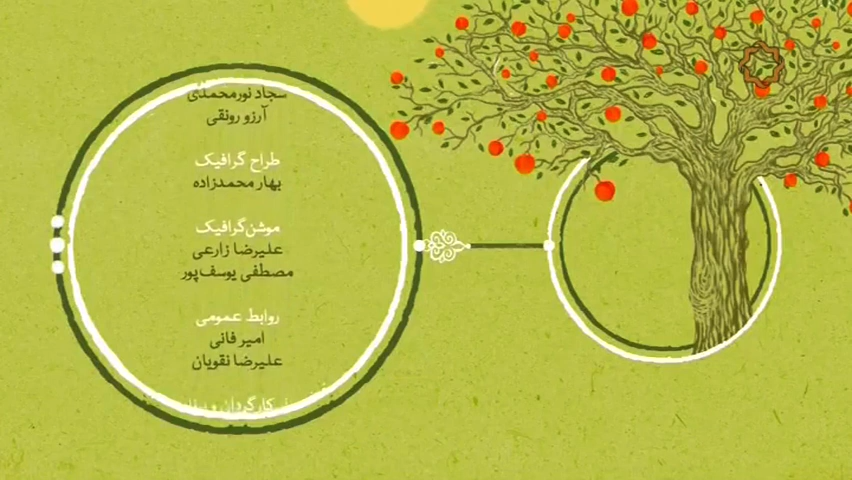 سجاد نورمحمدی
آرزو رونقی
طراح گرافیک
بهار محمدزاده
موشن‌گرافیک
علیرضا زارعی
مصطفی یوسف‌پور
روابط عمومی
امیر فانی
علیرضا نقویان
کارگردان و